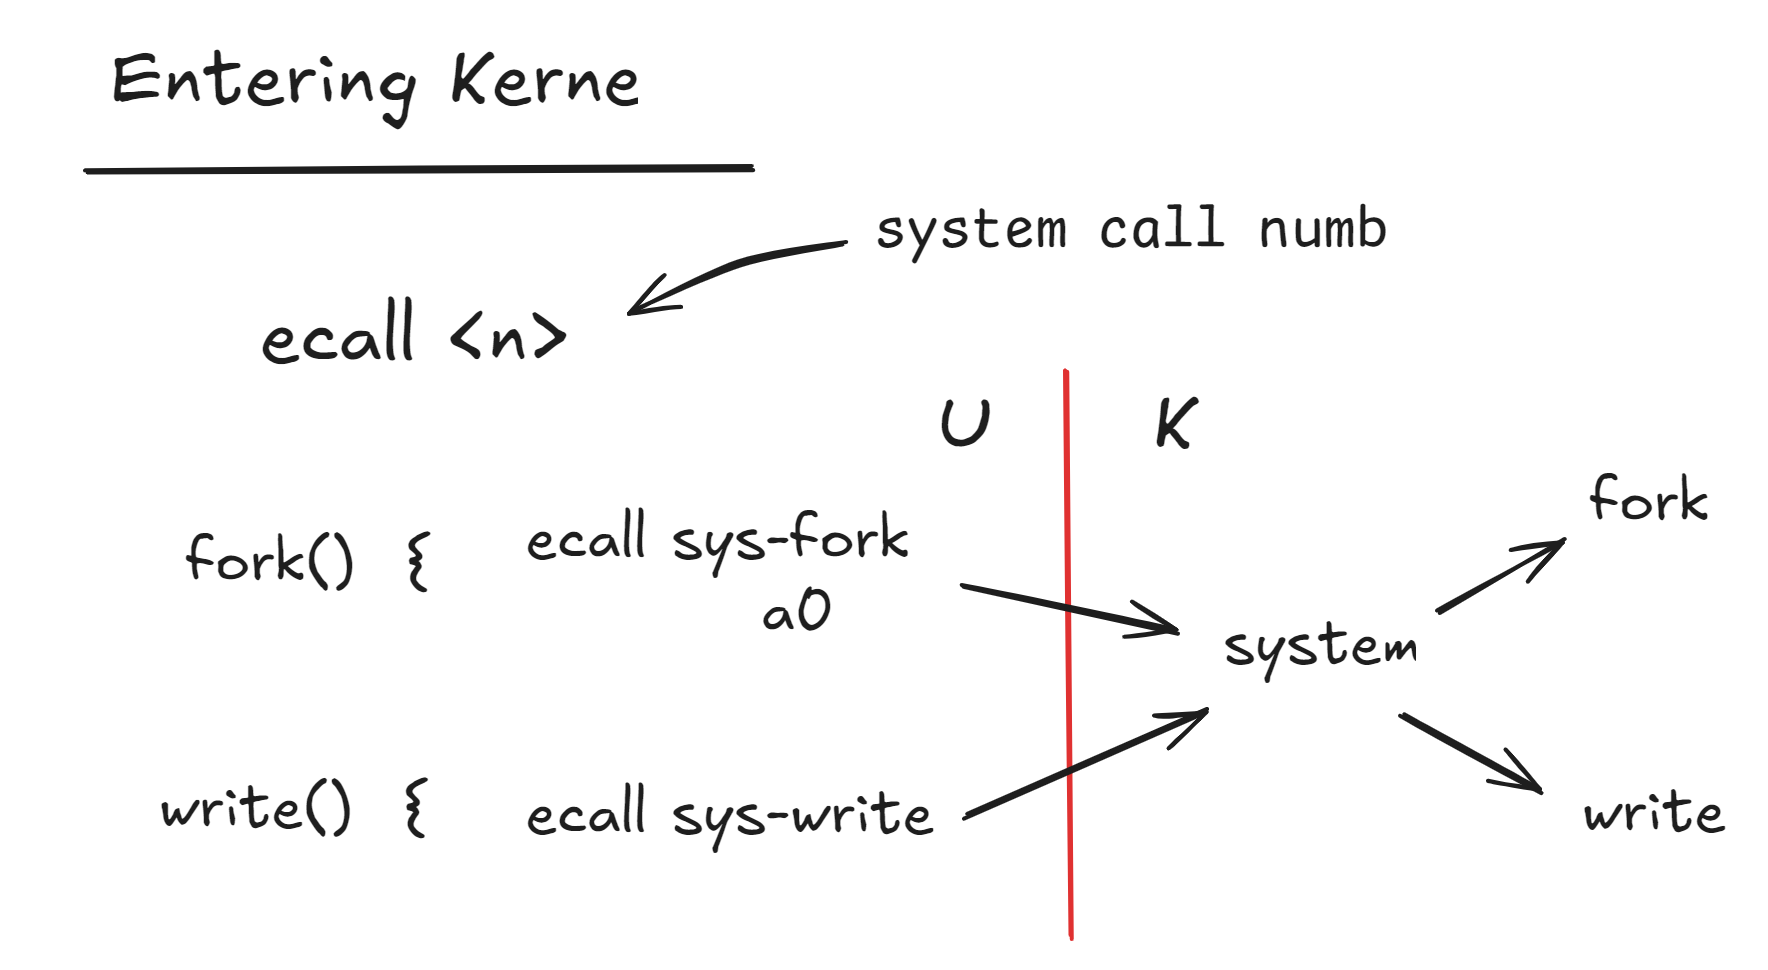 Entering Kerne
system call numb
ecall <n>
U
K
fork
fork() {
ecall sys-fork
a0
system
write() {
ecall sys-write
write